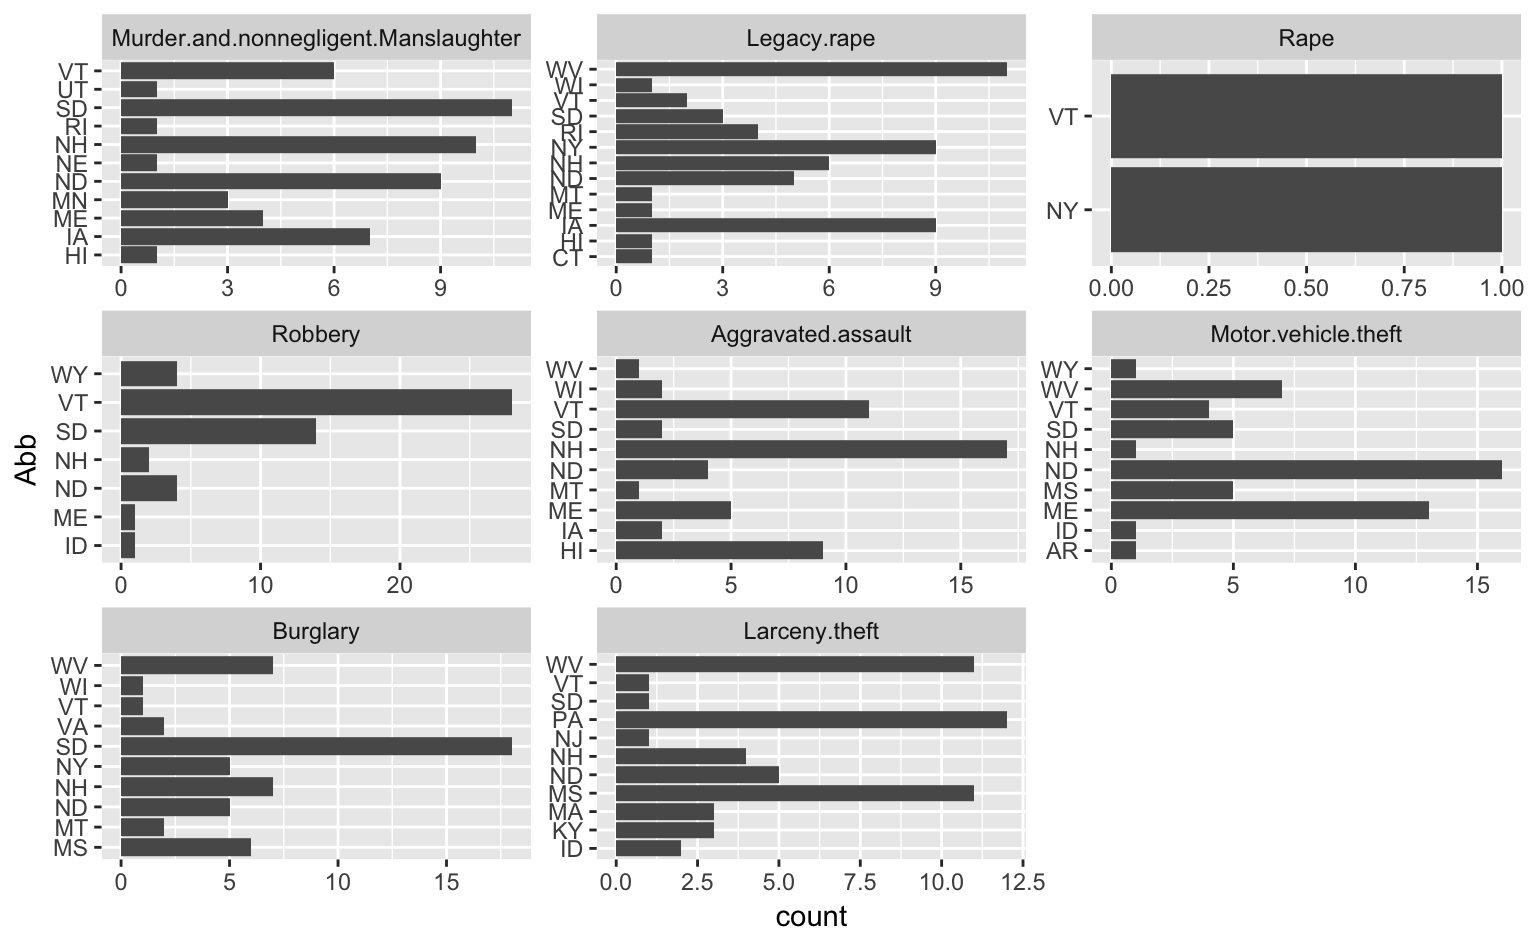 Murder.and.nonnegligent.Manslaughter
VT
UT
SD
RI
NH
NE
ND
MN
ME
IA
HI
0 3 6 9
Legacy.rape
WV
WI
VT
SD
RI
NY
NH
ND
MT
ME
IA
HI
CT
0 3 6 9
Rape
VT
NY
0.00 0.25 0.50 0.75 1.00
Robbery
WY
VT
SD
NH
ND
ME
ID
0 10 20
Aggravated.assault
WV
WI
VT
SD
NH
ND
MT
ME
IA
HI
0 5 10 15
Motor.vehicle.theft
WY
WV
VT
SD
NH
ND
MS
ME
ID
AR
0 5 10 15
Burglary
WV
WI
VT
VA
SD
NY
NH
ND
MT
MS
0 5 10 15
Larceny.theft
WV
VT
SD
PA
NJ
NH
ND
MS
MA
KY
ID
0.0 2.5 5.0 7.5 10.0 12.5
Abb
count